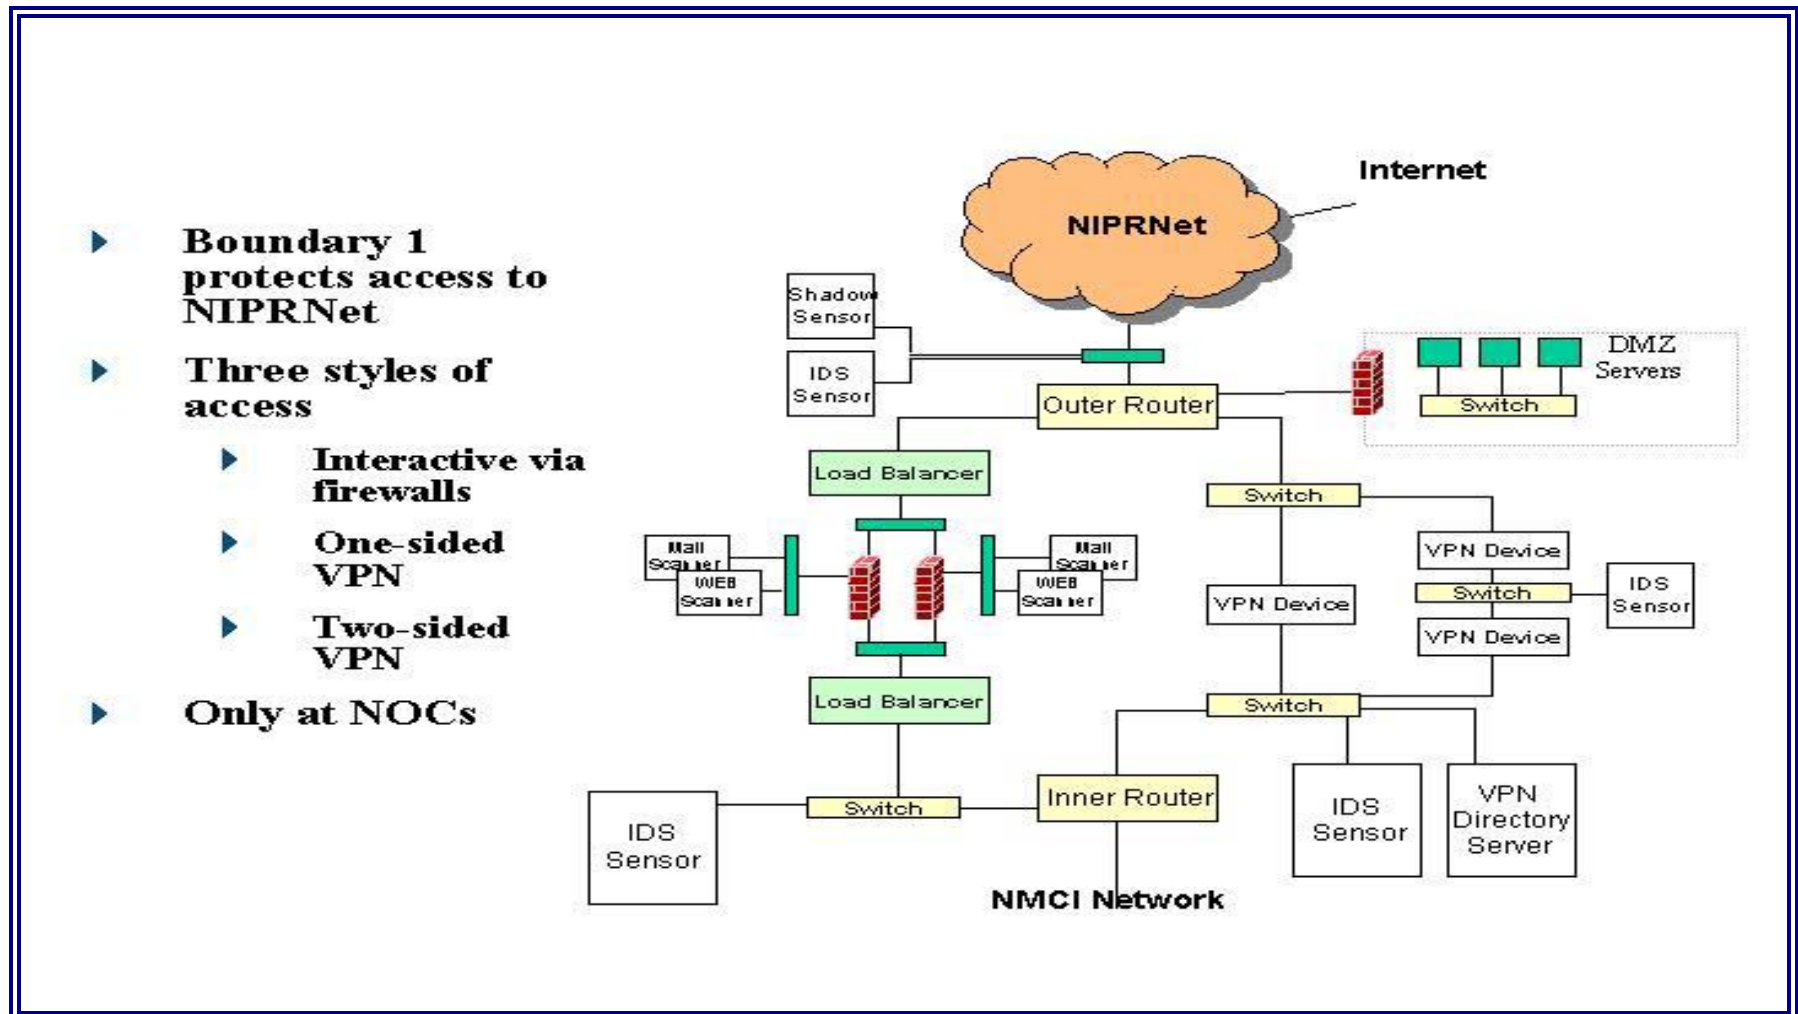 Boundary 1
protects access to
NIPRNet
Three styles of
access
Interactive via
firewalls
One-sided
VPN
Two-sided
VPN
Only at NOCs
Internet
NIPRNet
Shadow
Sensor
IDS
Sensor
Outer Router
DMZ
Servers
Switch
Load Balancer
Switch
Mail
Scanner
WEB
Scanner
Mail
Scanner
WEB
Scanner
VPN Device
Switch
VPN Device
IDS
Sensor
VPN Device
Load Balancer
Switch
IDS
Sensor
Switch
Inner Router
IDS
Sensor
VPN
Directory
Server
NMCI Network